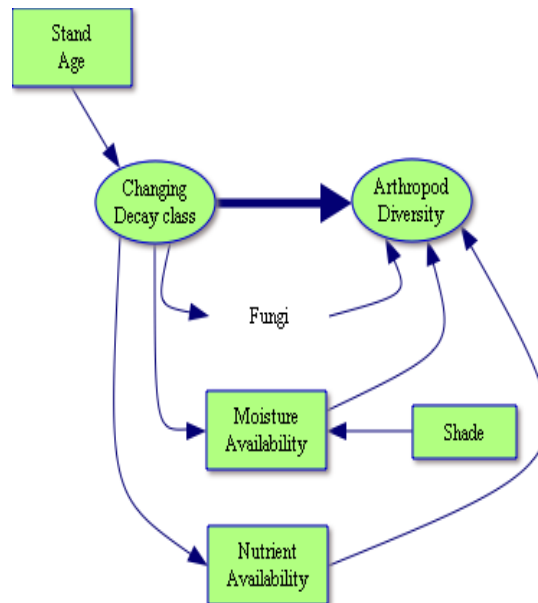 Stand
Age
Changing
Decay class
Arthropod
Diversity
Fungi
Moisture
Availability
Shade
Nutrient
Availability